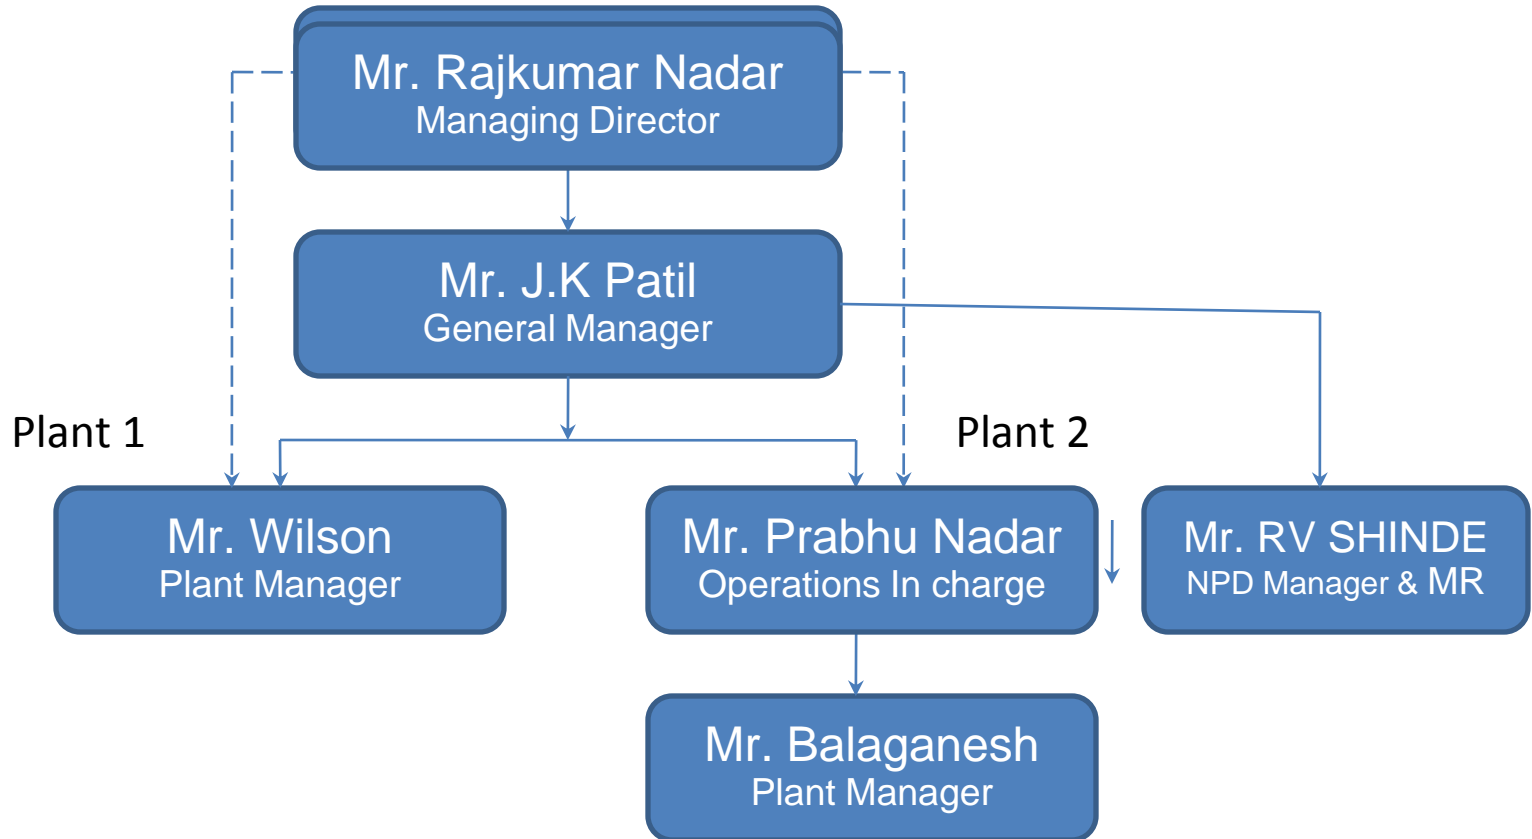 Mr. Rajkumar Nadar
Managing Director
Mr. J.K Patil
General Manager
Plant 1
Plant 2
Mr. Wilson
Plant Manager
Mr. Prabhu Nadar
Operations In charge
Mr. RV SHINDE
NPD Manager & MR
Mr. Balaganesh
Plant Manager